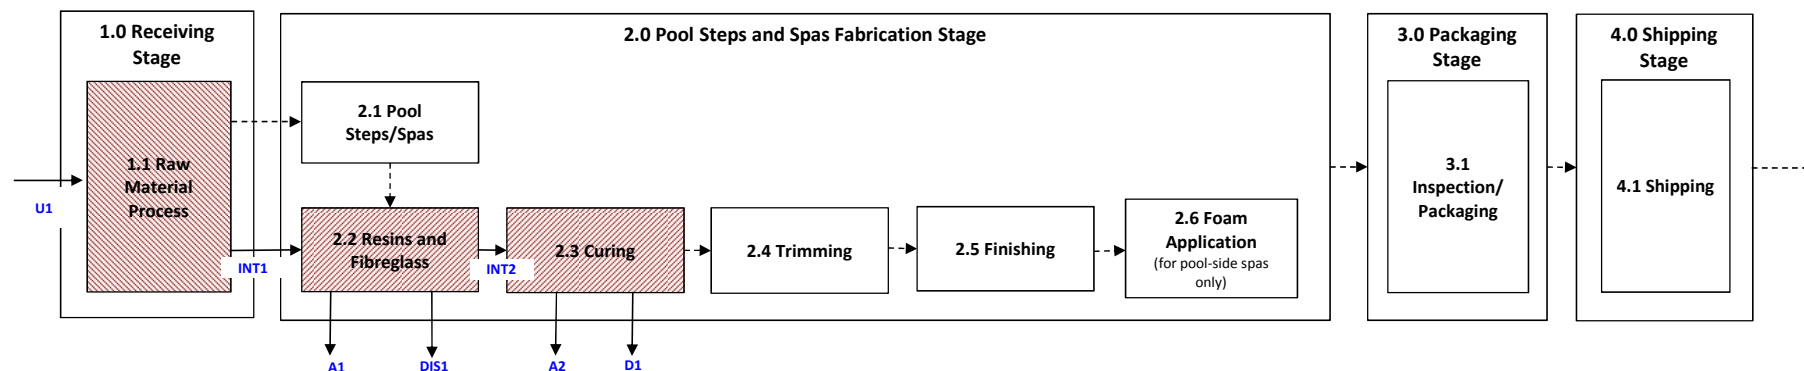 1.0 Receiving
Stage
2.0 Pool Steps and Spas Fabrication Stage
3.0 Packaging
Stage
4.0 Shipping
Stage
2.1 Pool
Steps/Spas
1.1 Raw
Material
Process
3.1
Inspection/
Packaging
4.1 Shipping
U1
2.2 Resins and
Fibreglass
2.3 Curing
2.4 Trimming
2.5 Finishing
2.6 Foam
Application
(for pool-side spas
only)
INT1
INT2
A1
DIS1
A2
D1